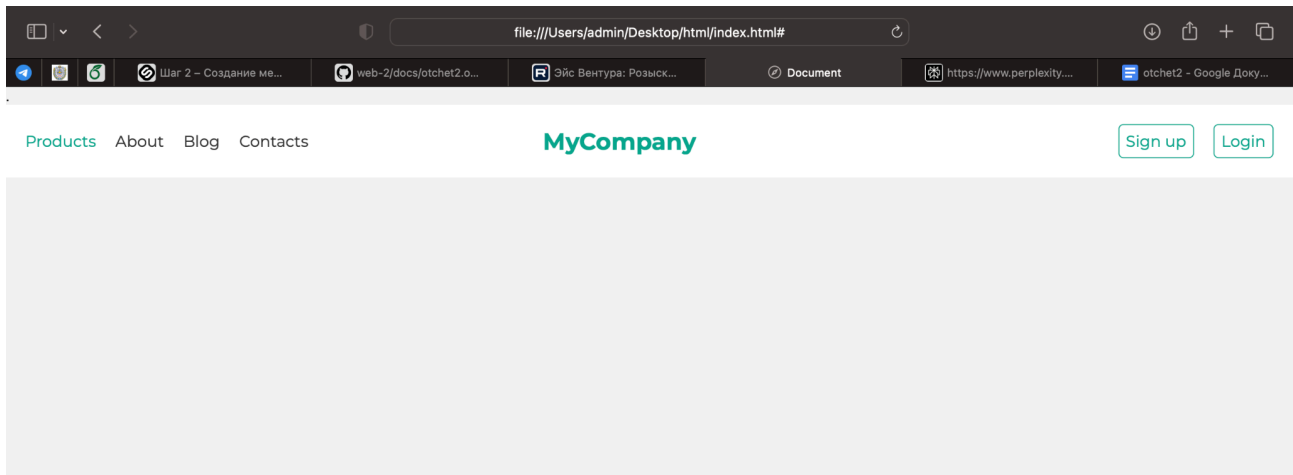 file:///Users/admin/Desktop/html/index.html#
Шаг 2 – Создание ме... web-2/docs/otchet2.o... Эйс Вентура: Розыск... Document https://www.perplexity.... otchet2 - Google Доку...
.
Products About Blog Contacts MyCompany Sign up Login